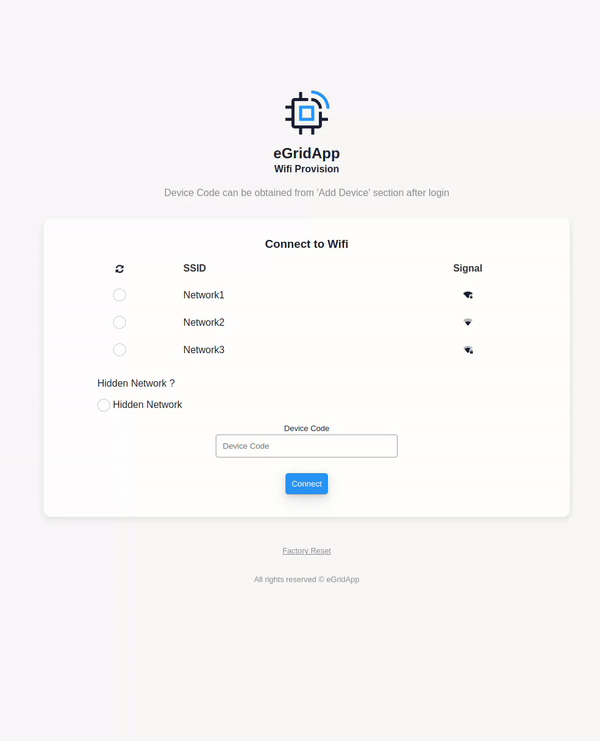 eGridApp
Wifi Provision
Device Code can be obtained from 'Add Device' section after login
Connect to Wifi
SSID Signal
Network1
Network2
Network3
Hidden Network ?
Hidden Network
Device Code
Device Code
Connect
Factory Reset
All rights reserved © eGridApp